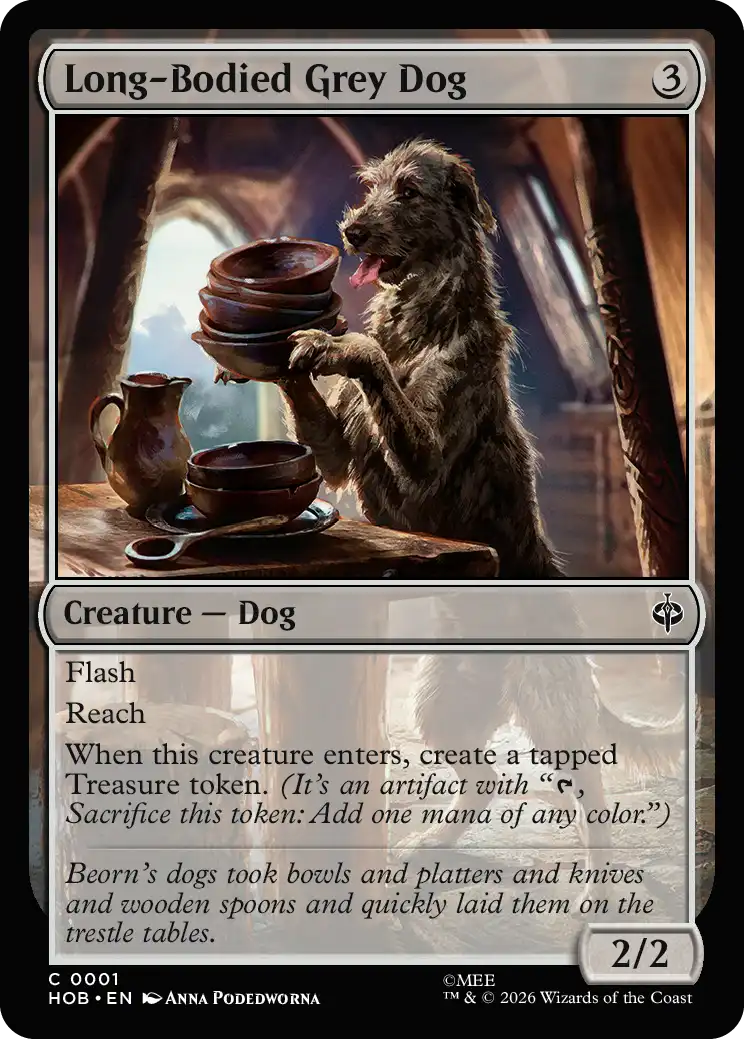 Long-Bodied Grey Dog
3
Creature — Dog
Flash
Reach
When this creature enters, create a tapped
Treasure token. (It's an artifact with “,
Sacrifice this token: Add one mana of any color.”)
Beorn's dogs took bowls and platters and knives
and wooden spoons and quickly laid them on the
trestle tables.
2/2
C 0001
HOB • EN Anna Podedworna
©MEE
™ & © 2026 Wizards of the Coast